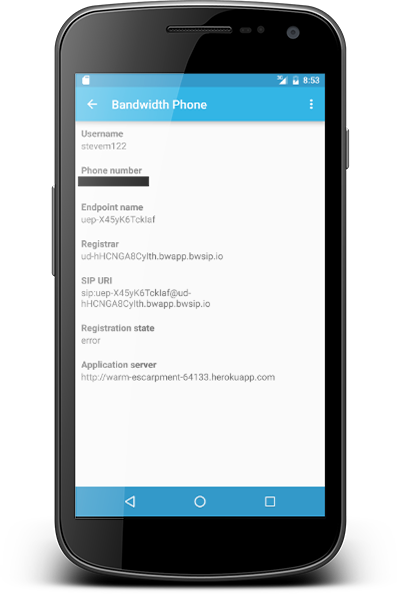 8:53
Bandwidth Phone
Username
stevem122
Phone number
Endpoint name
uep-X45yK6Tcklaf
Registrar
ud-hHCNGA8Cylth.bwapp.bwsip.io
SIP URI
sip:uep-X45yK6Tcklaf@ud-
hHCNGA8Cylth.bwapp.bwsip.io
Registration state
error
Application server
http://warm-escarpment-54133.herokuapp.com